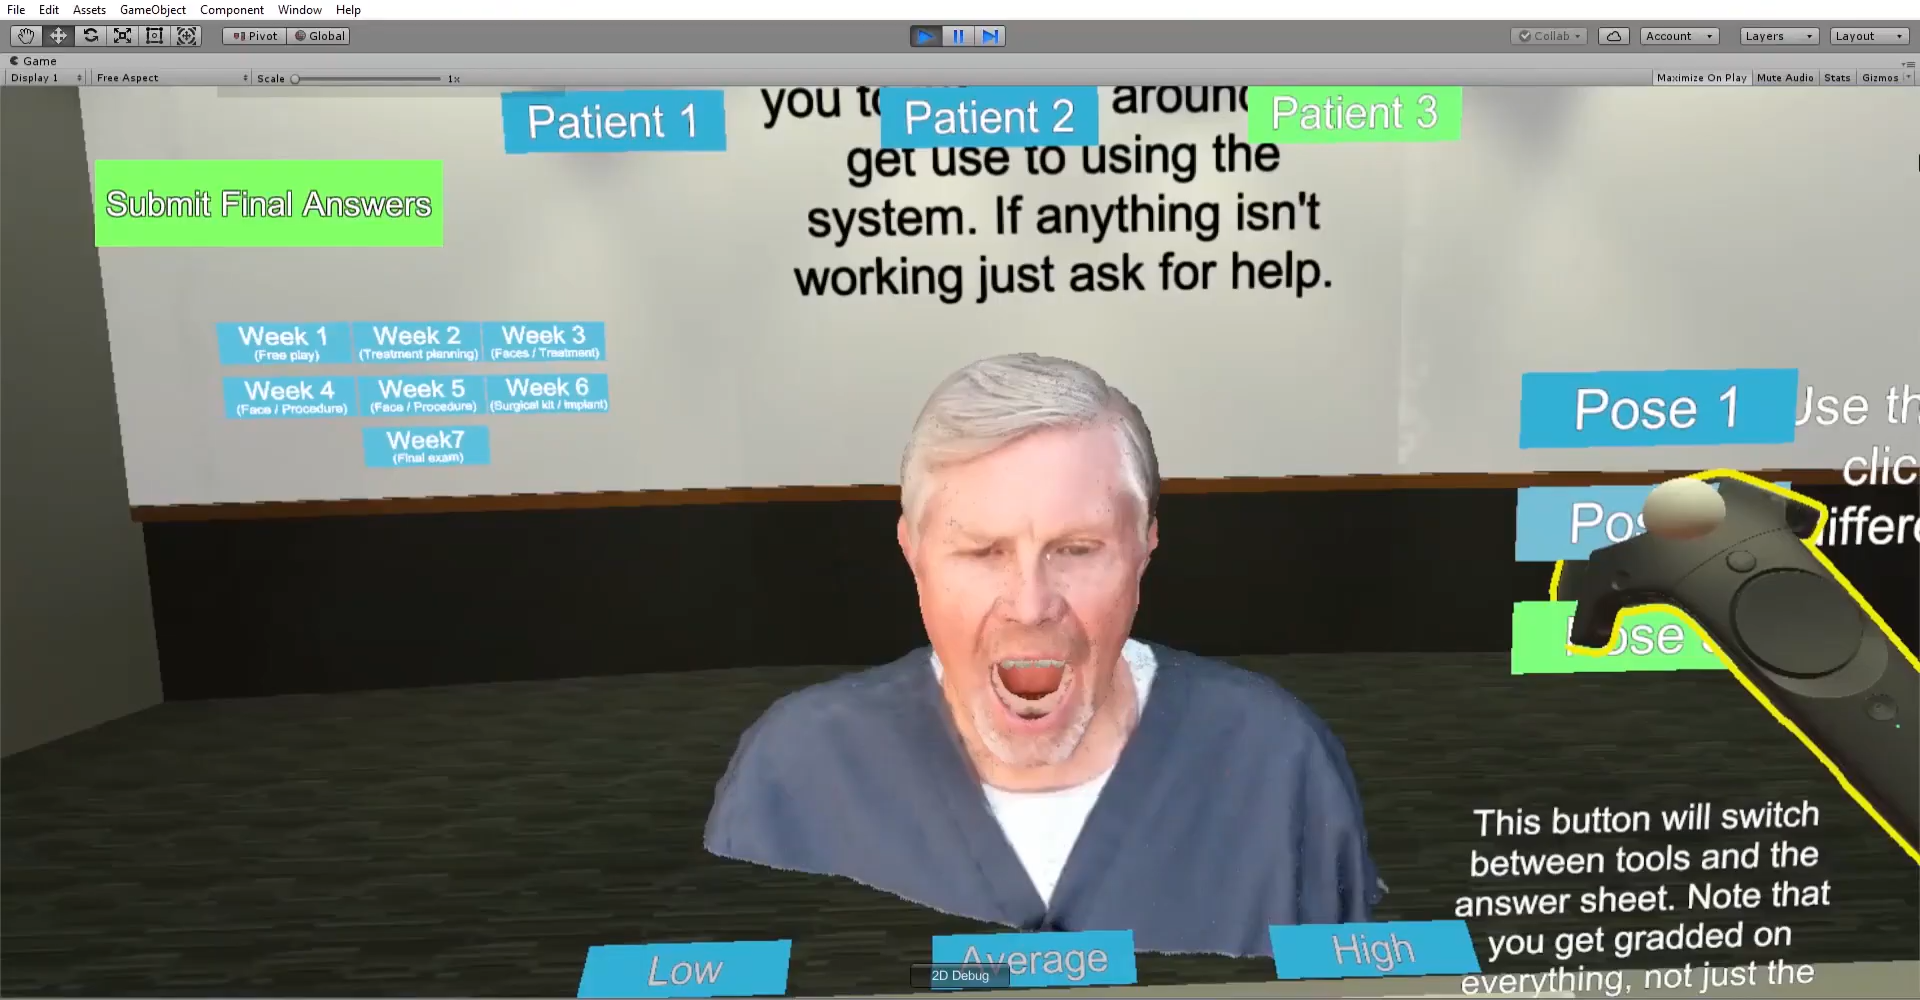 File Edit Assets GameObject Component Window Help
Pivot Global Collab Account Layers Layout
Game
Display 1 Free Aspect Scale 1x Maximize On Play Mute Audio Stats Gizmos
you to around
get use to using the
system. If anything isn't
working just ask for help.
Patient 1
Patient 2
Patient 3
Submit Final Answers
Week 1
(Free play)
Week 2
(Treatment planning)
Week 3
(Faces / Treatment)
Week 4
(Face / Procedure)
Week 5
(Face / Procedure)
Week 6
(Surgical kit / Implant)
Week7
(Final exam)
Pose 1
Use
This button will switch
between tools and the
answer sheet. Note that
you get gradded on
everything, not just the
Low
Average
High
2D Debug